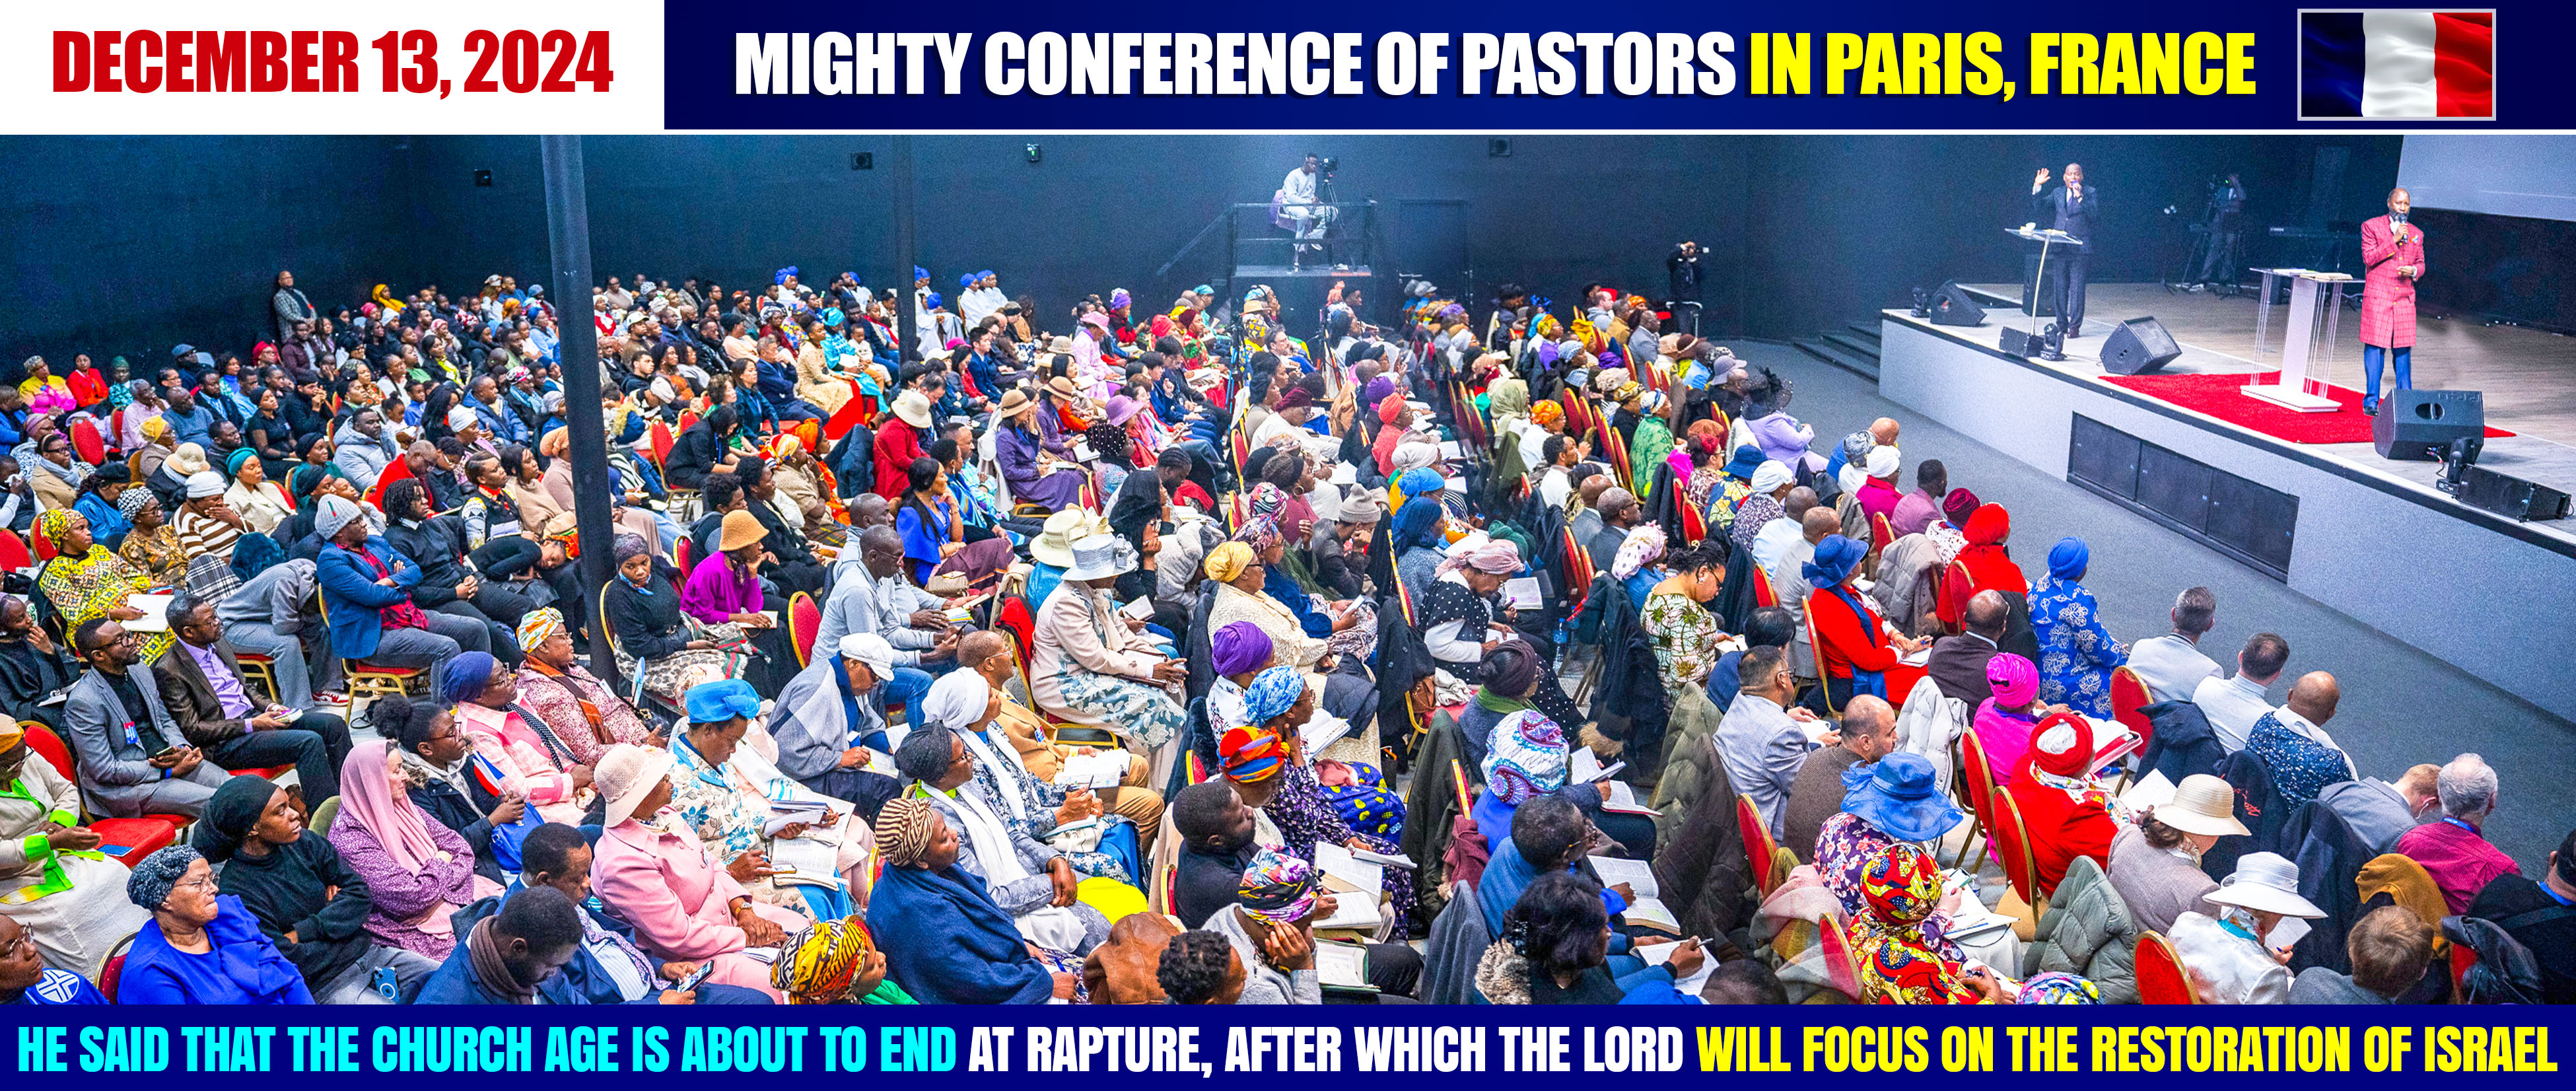 DECEMBER 13, 2024
MIGHTY CONFERENCE OF PASTORS IN PARIS, FRANCE
HE SAID THAT THE CHURCH AGE IS ABOUT TO END AT RAPTURE, AFTER WHICH THE LORD WILL FOCUS ON THE RESTORATION OF ISRAEL